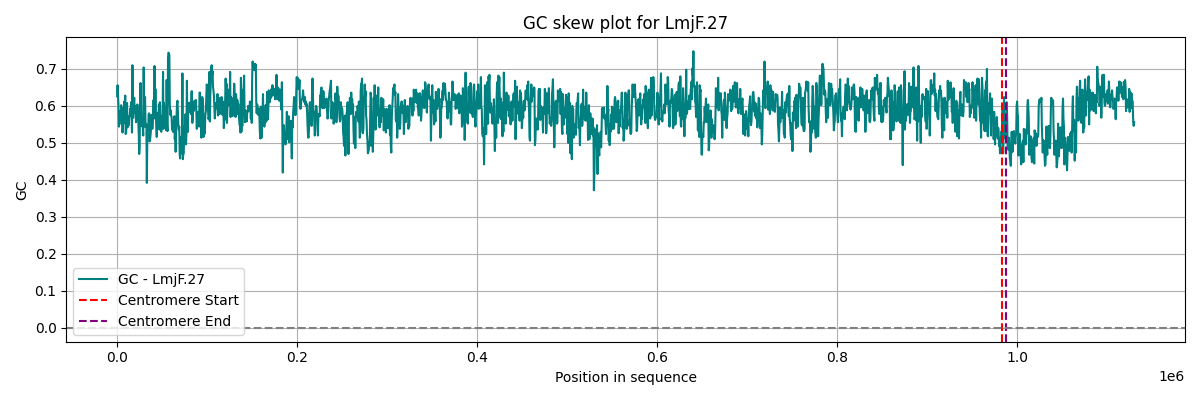 GC skew plot for LmjF.27
GC
0.7
0.6
0.5
0.4
0.3
0.2
0.1
0.0
GC - LmjF.27
Centromere Start
Centromere End
0.0 0.2 0.4 0.6 0.8 1.0
1e6
Position in sequence